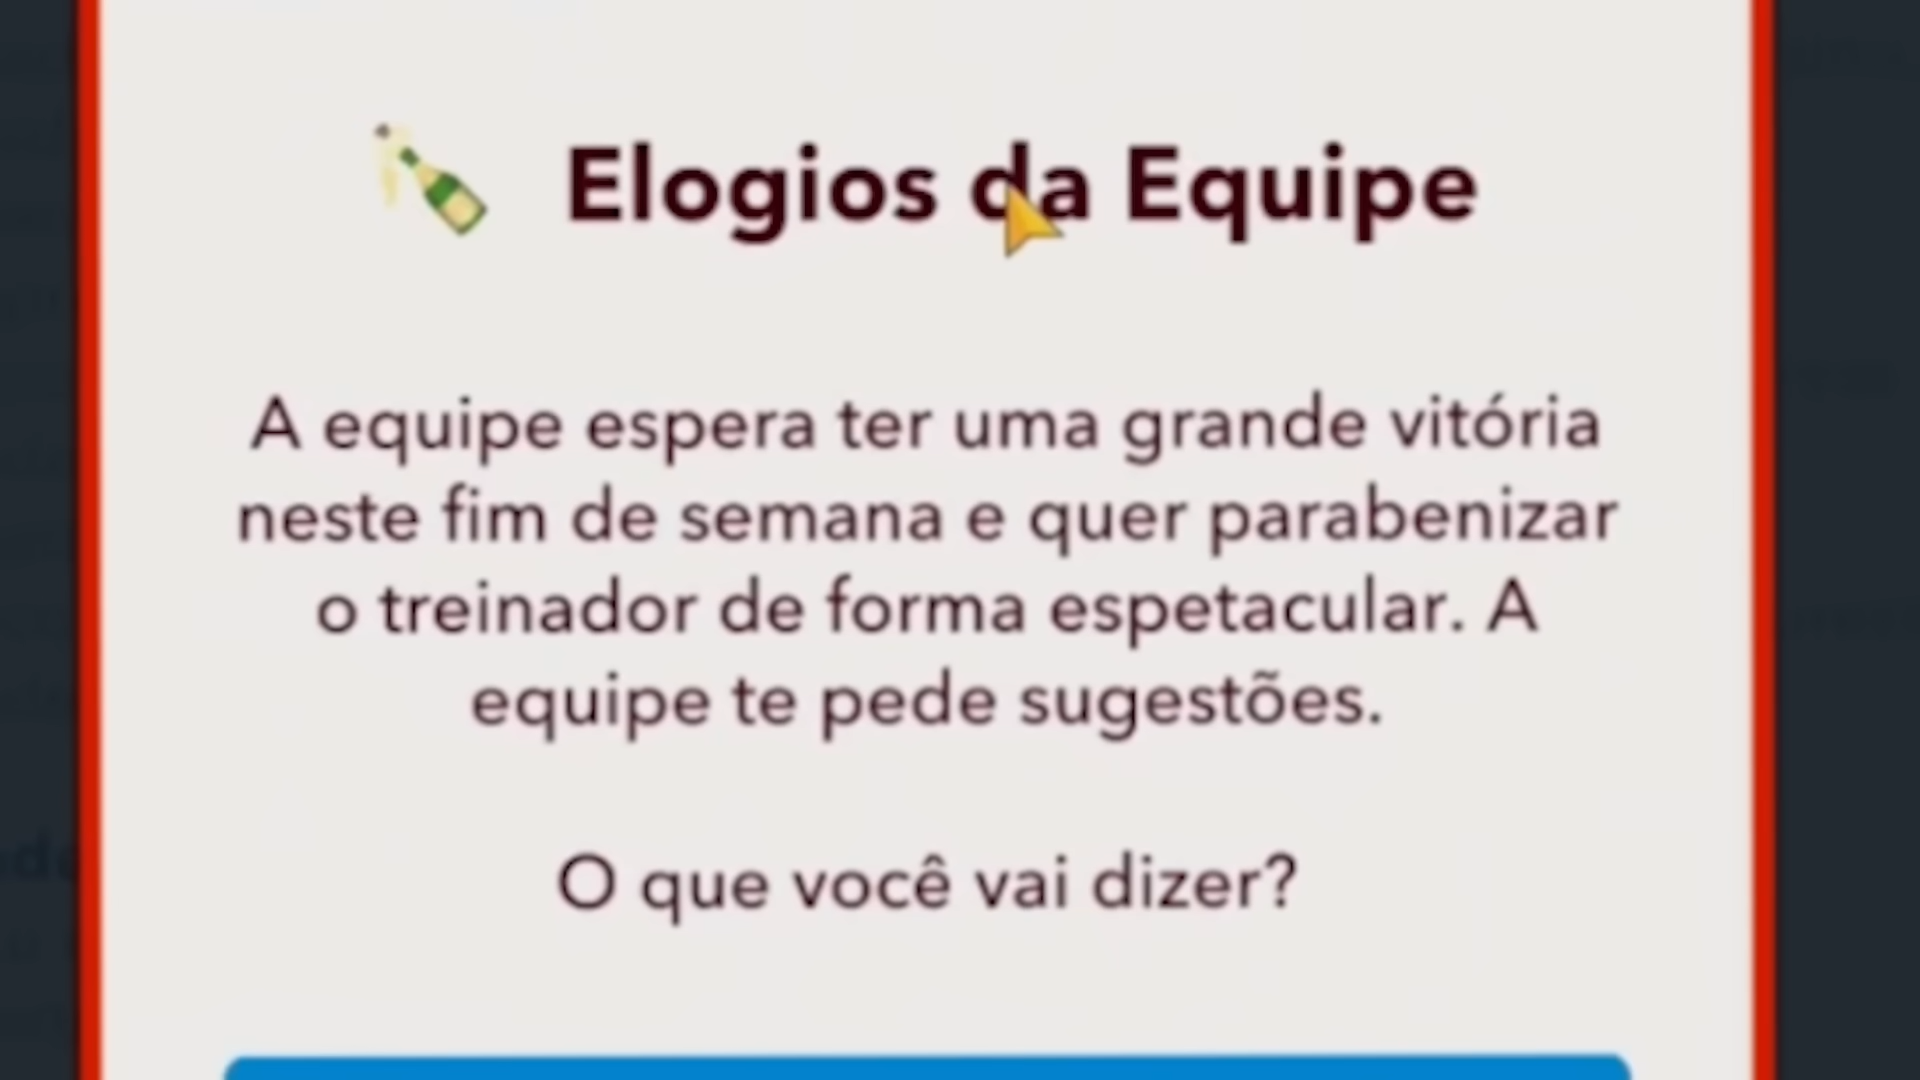 Elogios da Equipe
A equipe espera ter uma grande vitória
neste fim de semana e quer parabenizar
o treinador de forma espetacular. A
equipe te pede sugestões.
O que você vai dizer?